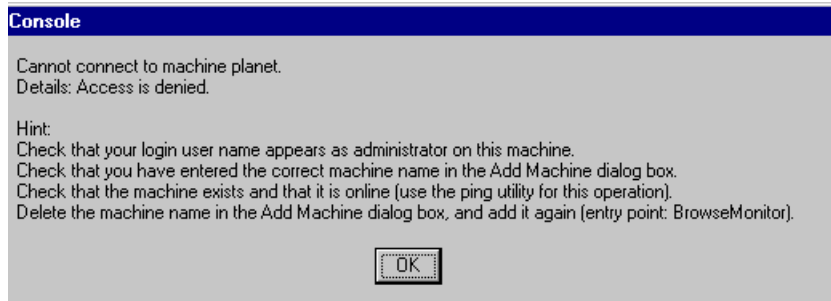 Console
Cannot connect to machine planet.
Details: Access is denied.
Hint:
Check that your login user name appears as administrator on this machine.
Check that you have entered the correct machine name in the Add Machine dialog box.
Check that the machine exists and that it is online (use the ping utility for this operation).
Delete the machine name in the Add Machine dialog box, and add it again (entry point: BrowseMonitor).
OK